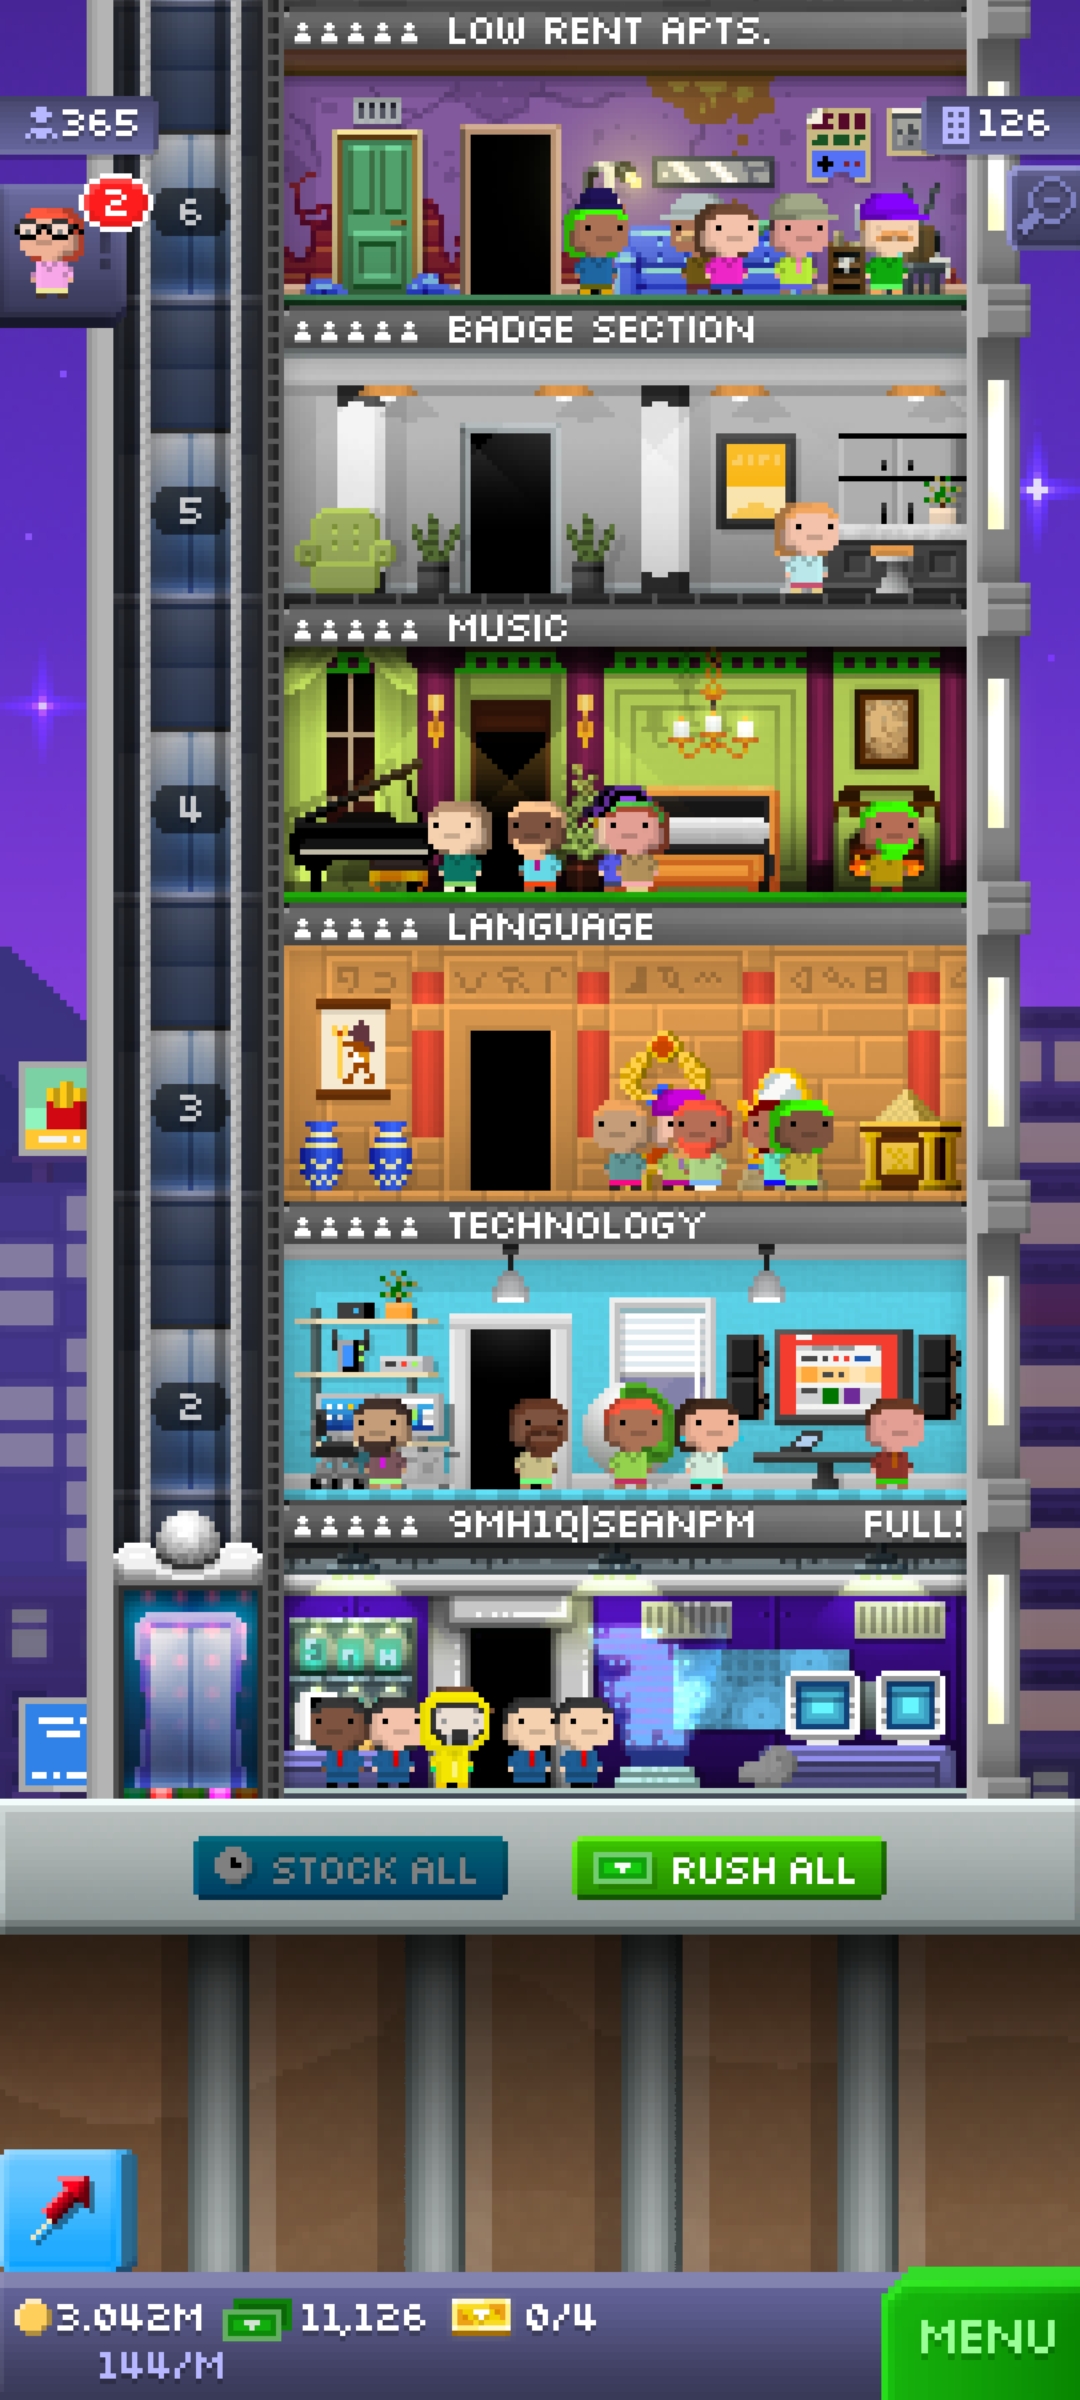 LOW RENT APTS.
365
126
2
6
BADGE SECTION
5
MUSIC
4
LANGUAGE
3
TECHNOLOGY
2
9MH1Q|SEANPM FULL!
STOCK ALL
RUSH ALL
3.042M 11,126 0/4
144/M
MENU